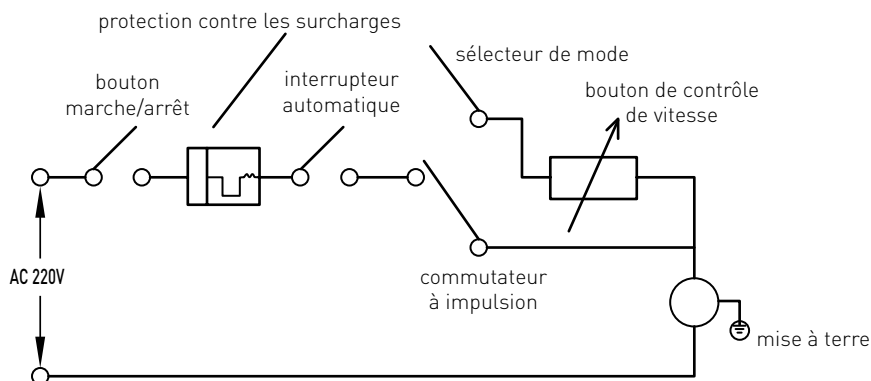 protection contre les surcharges
sélecteur de mode
bouton
marche/arrêt
interrupteur
automatique
bouton de contrôle
de vitesse
AC 220V
commutateur
à impulsion
mise à terre